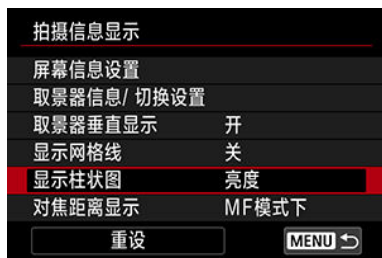 拍摄信息显示
屏幕信息设置
取景器信息/切换设置
取景器垂直显示 开
显示网格线 关
显示柱状图 亮度
对焦距离显示 MF模式下
重设 MENU